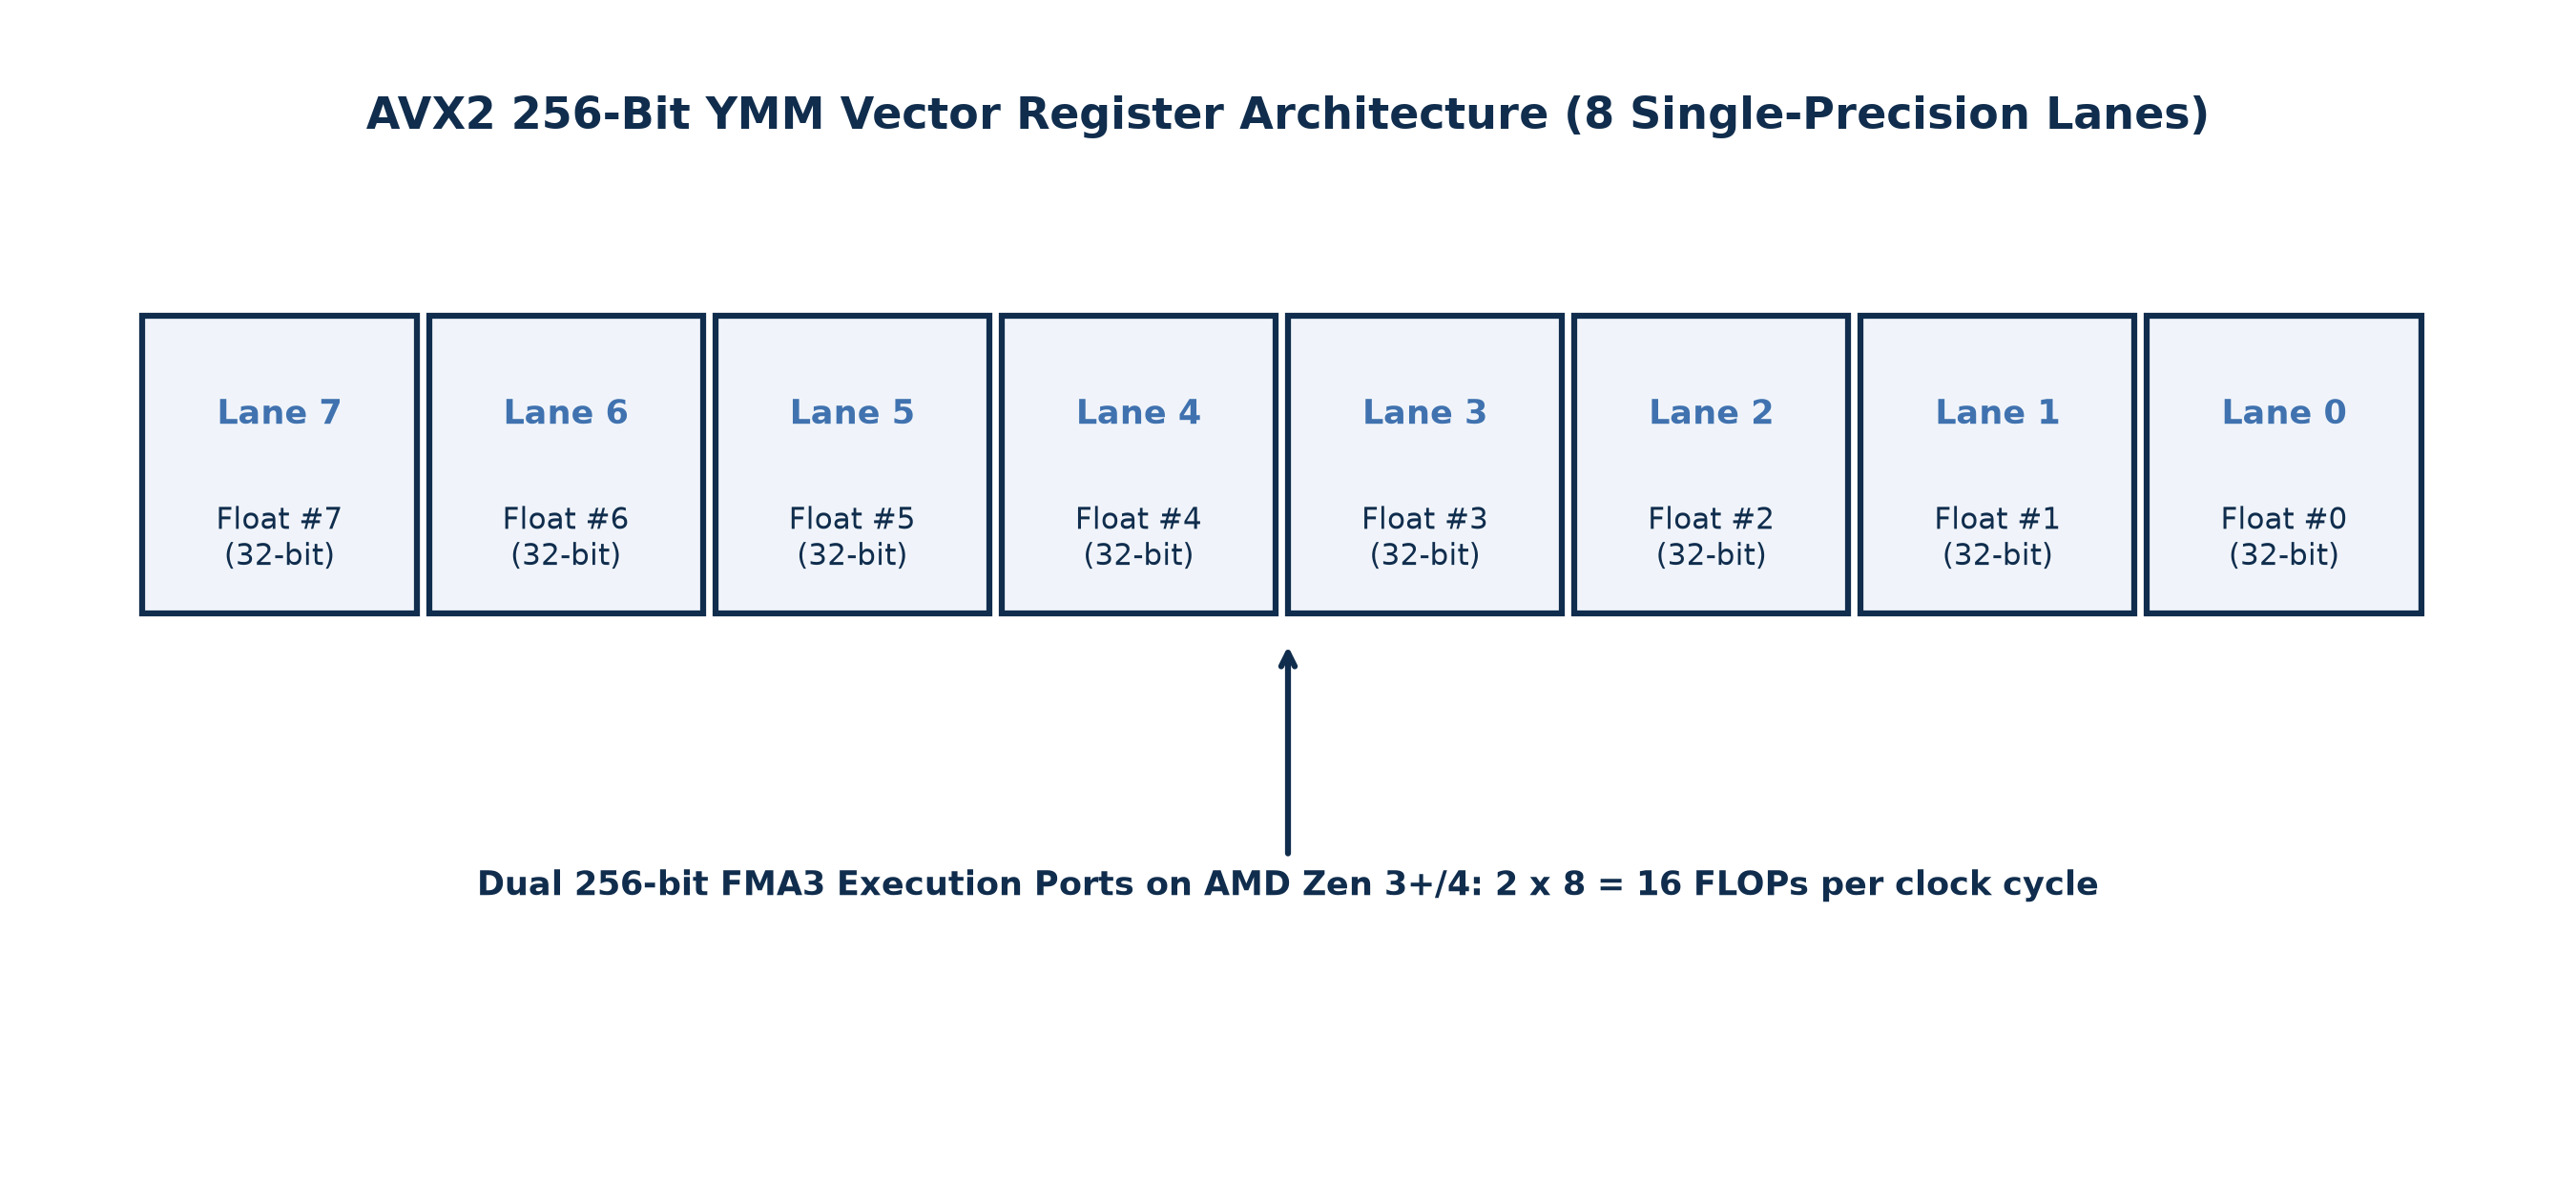 AVX2 256-Bit YMM Vector Register Architecture (8 Single-Precision Lanes)
Lane 7
Float #7
(32-bit)
Lane 6
Float #6
(32-bit)
Lane 5
Float #5
(32-bit)
Lane 4
Float #4
(32-bit)
Lane 3
Float #3
(32-bit)
Lane 2
Float #2
(32-bit)
Lane 1
Float #1
(32-bit)
Lane 0
Float #0
(32-bit)
Dual 256-bit FMA3 Execution Ports on AMD Zen 3+/4: 2 x 8 = 16 FLOPs per clock cycle